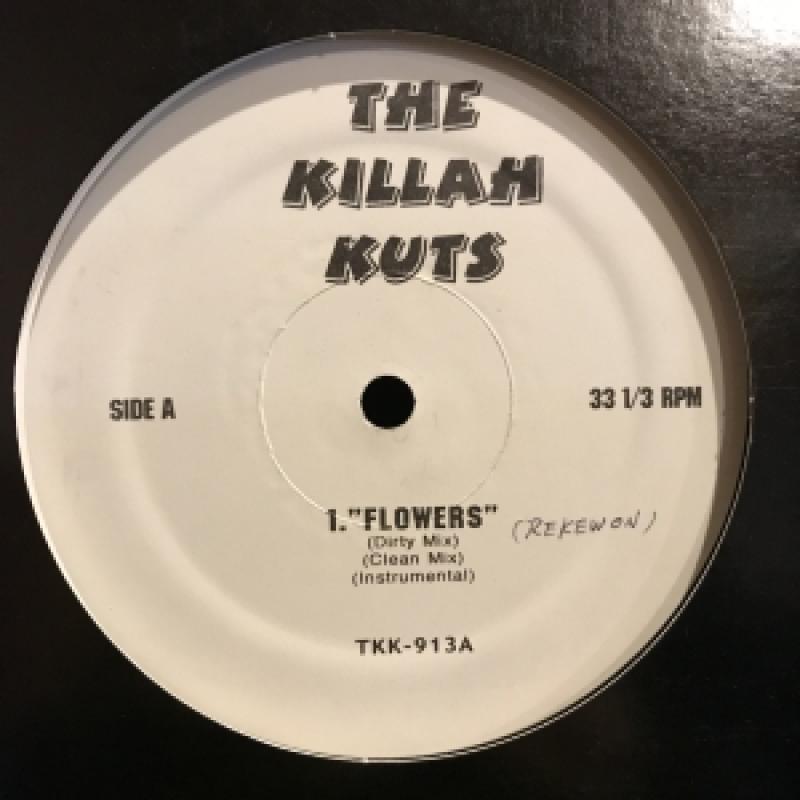 THE
KILLAH
KUTS
SIDE A
33 1/3 RPM
1."FLOWERS" (REKEWON)
(Dirty Mix)
(Clean Mix)
(Instrumental)
TKK-913A